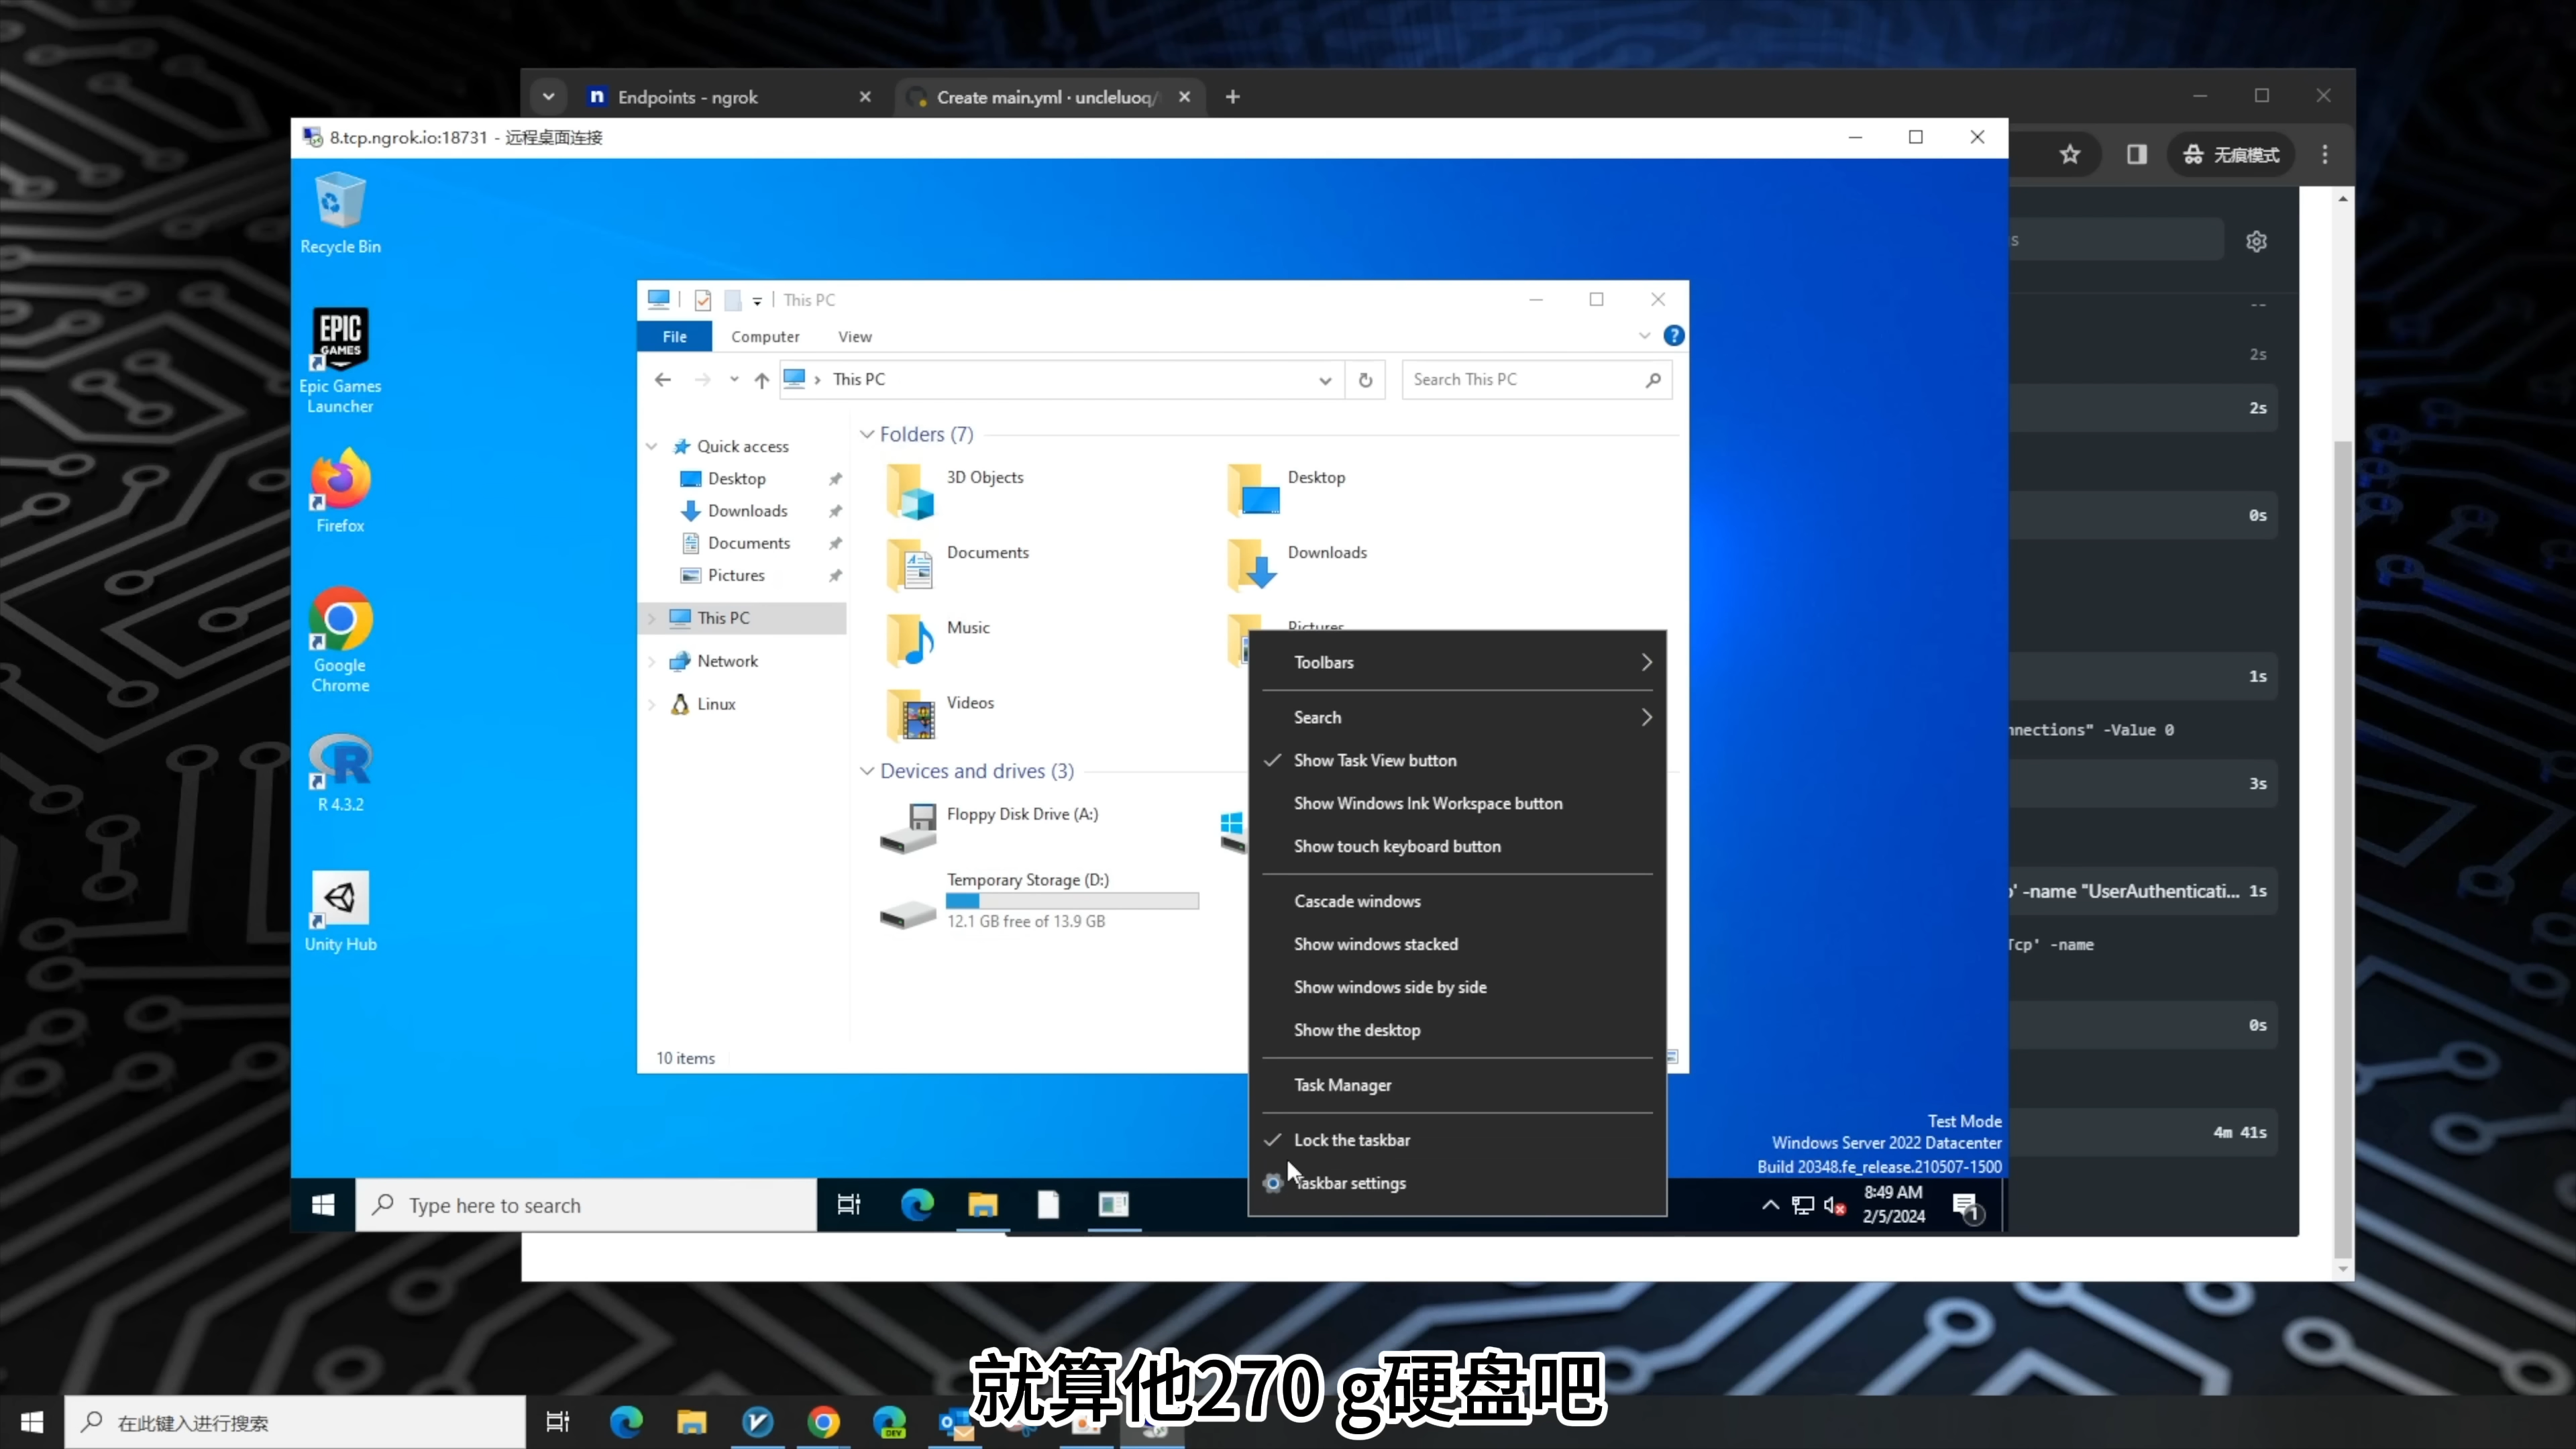 Endpoints - ngrok
Create main.yml · uncleluoq/
8.tcp.ngrok.io:18731 - 远程桌面连接
无痕模式
Recycle Bin
EPIC
GAMES
Epic Games
Launcher
Firefox
Google
Chrome
R 4.3.2
Unity Hub
This PC
File
Computer
View
This PC
Search This PC
Quick access
Desktop
Downloads
Documents
Pictures
This PC
Network
Linux
Folders (7)
3D Objects
Desktop
Documents
Downloads
Music
Pictures
Videos
Devices and drives (3)
Floppy Disk Drive (A:)
Temporary Storage (D:)
12.1 GB free of 13.9 GB
10 items
Toolbars
Search
Show Task View button
Show Windows Ink Workspace button
Show touch keyboard button
Cascade windows
Show windows stacked
Show windows side by side
Show the desktop
Task Manager
Lock the taskbar
Taskbar settings
s
2s
2s
0s
1s
nnections" -Value 0
3s
' -name "UserAuthenticati... 1s
Tcp' -name
0s
4m 41s
Test Mode
Windows Server 2022 Datacenter
Build 20348.fe_release.210507-1500
Type here to search
8:49 AM
2/5/2024
1
就算他270 g硬盘吧
在此键入进行搜索
DEV